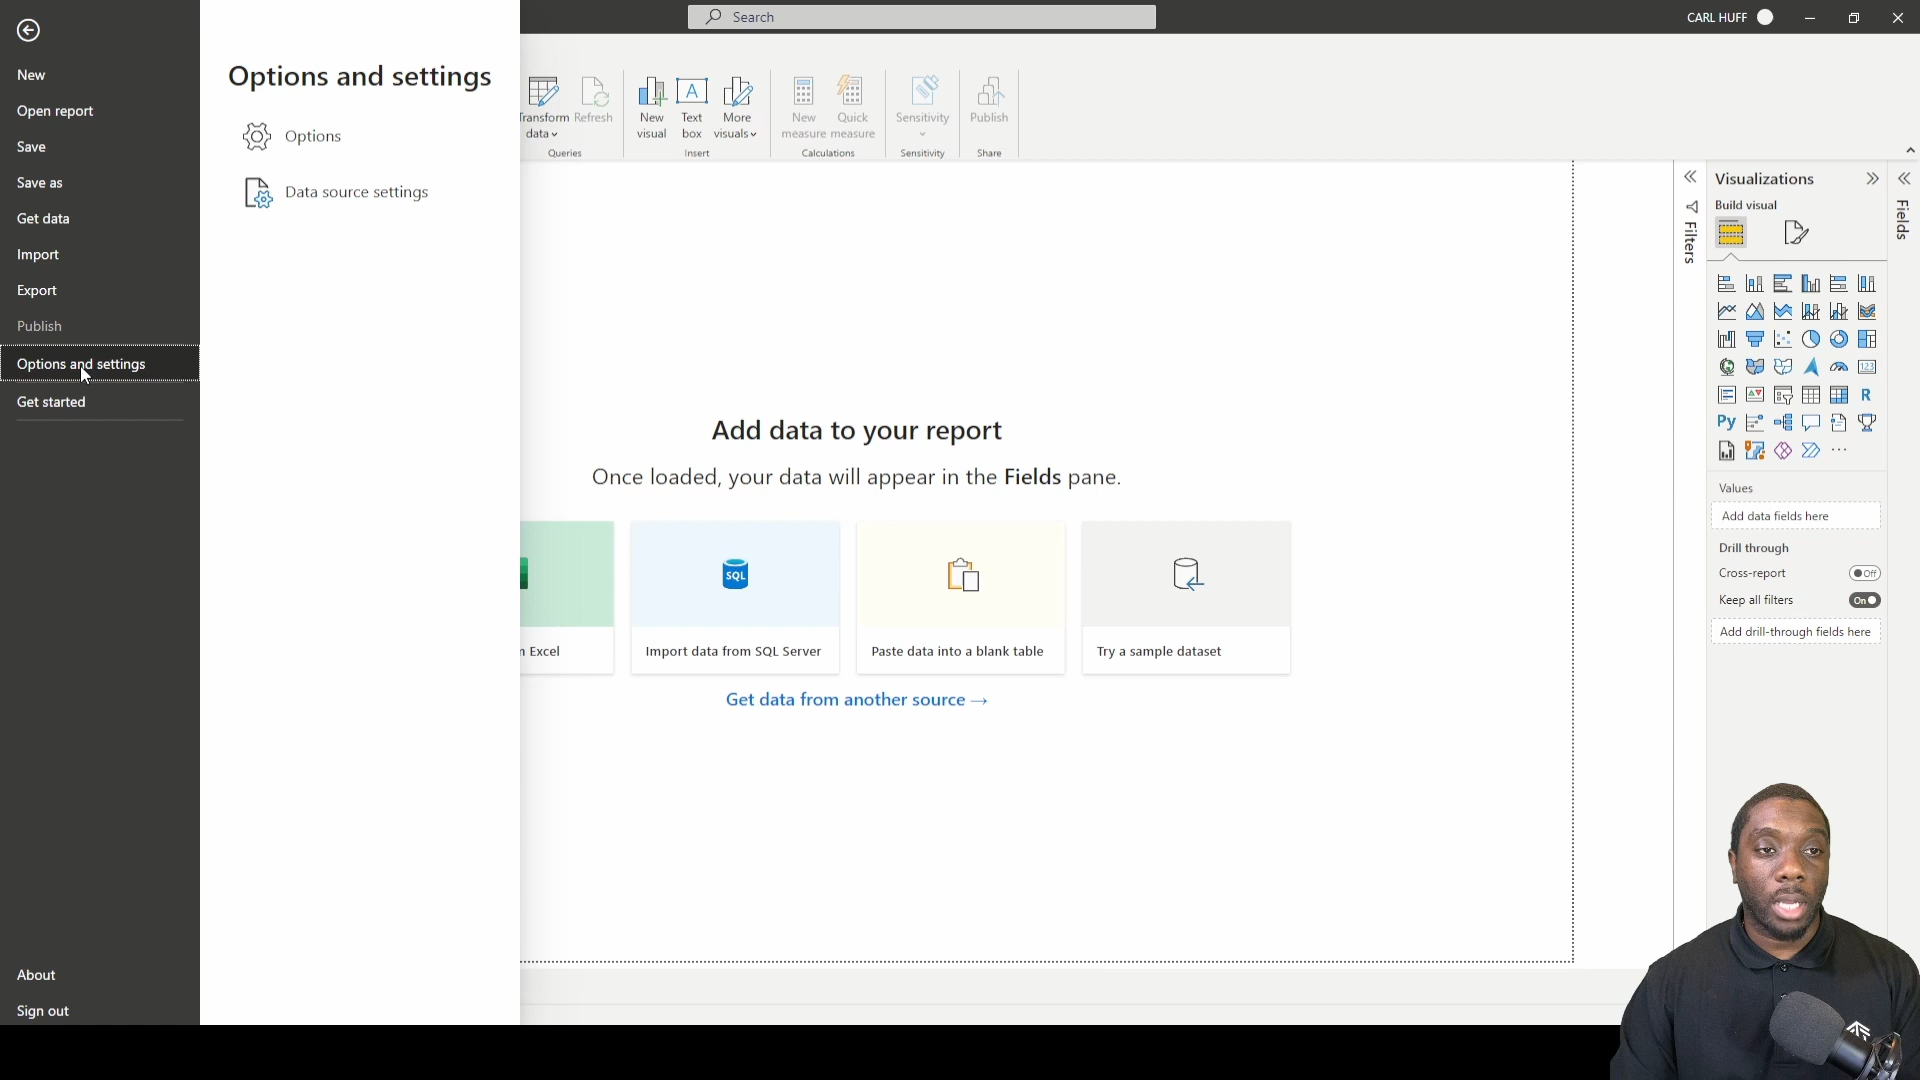 Search
CARL HUFF
New
Open report
Save
Save as
Get data
Import
Export
Publish
Options and settings
Get started
About
Sign out
Options and settings
Options
Data source settings
Transform
data
Refresh
Queries
New
visual
A
Text
box
More
visuals
Insert
New
measure
Quick
measure
Calculations
Sensitivity
Sensitivity
Publish
Share
Add data to your report
Once loaded, your data will appear in the Fields pane.
n Excel
SQL
Import data from SQL Server
Paste data into a blank table
Try a sample dataset
Get data from another source →
Filters
Visualizations
Build visual
123
R
Py
Values
Add data fields here
Drill through
Cross-report
Off
Keep all filters
On
Add drill-through fields here
Fields